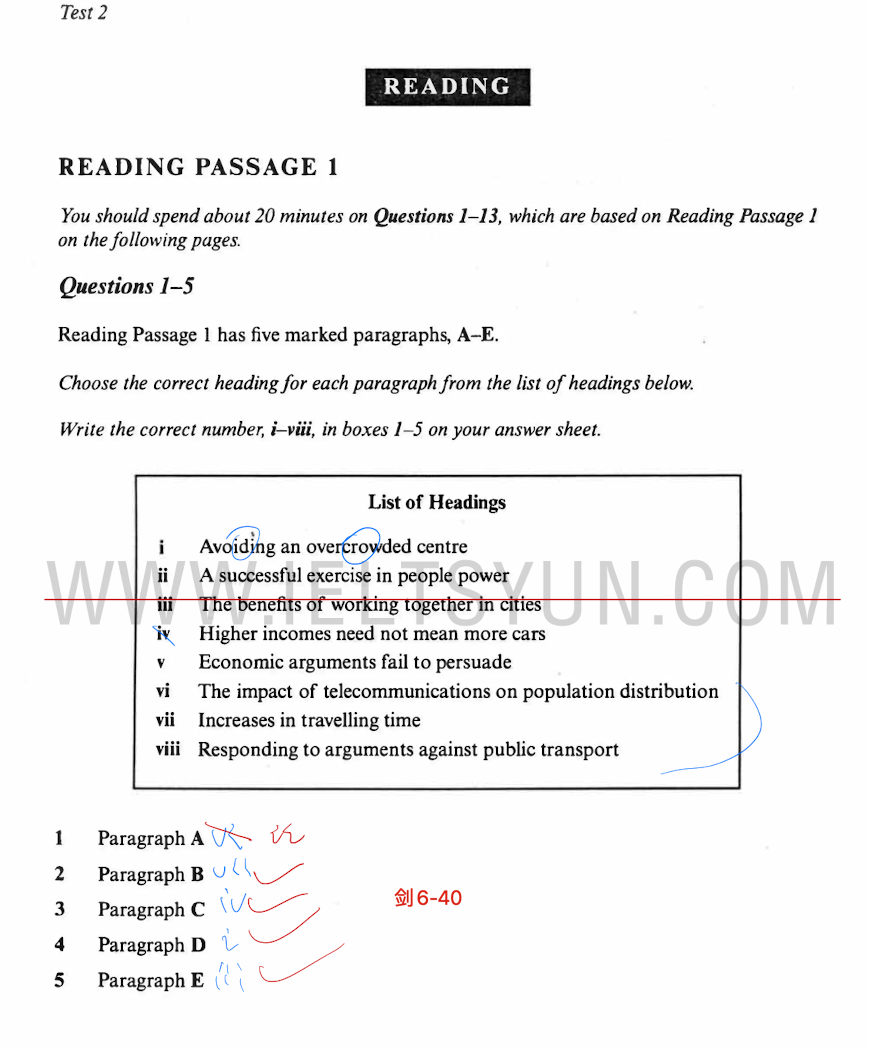 Test 2
READING
READING PASSAGE 1
You should spend about 20 minutes on Questions 1–13, which are based on Reading Passage 1
on the following pages.
Questions 1–5
Reading Passage 1 has five marked paragraphs, A–E.
Choose the correct heading for each paragraph from the list of headings below.
Write the correct number, i–viii, in boxes 1–5 on your answer sheet.
List of Headings
i Avoiding an overcrowded centre
ii A successful exercise in people power
WWW.IELTSYUN.COM
iii The benefits of working together in cities
iv Higher incomes need not mean more cars
v Economic arguments fail to persuade
vi The impact of telecommunications on population distribution
vii Increases in travelling time
viii Responding to arguments against public transport
1 Paragraph A ii
2 Paragraph B vii
3 Paragraph C iv
剑6-40
4 Paragraph D i
5 Paragraph E iii